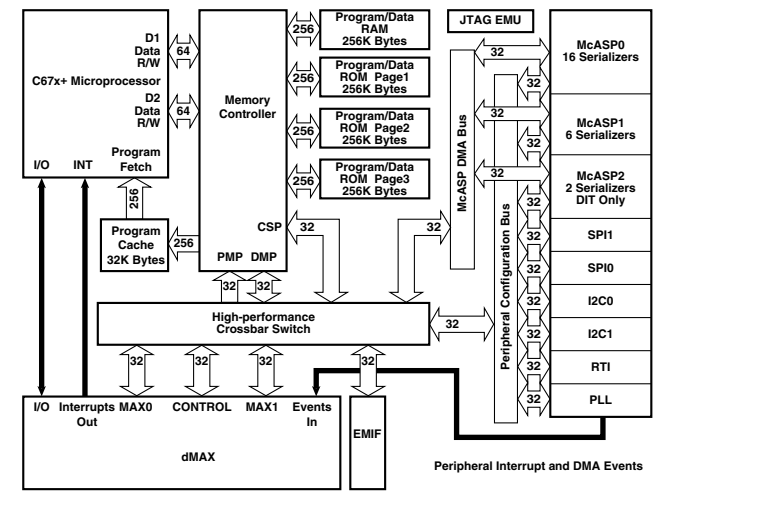 D1
Data
R/W
C67x+ Microprocessor
D2
Data
R/W
I/O INT
Program
Fetch
64
64
256
Program
Cache
32K Bytes
256
Memory
Controller
CSP
PMP DMP
256
Program/Data
RAM
256K Bytes
256
Program/Data
ROM Page1
256K Bytes
256
Program/Data
ROM Page2
256K Bytes
256
Program/Data
ROM Page3
256K Bytes
JTAG EMU
32
32
32
32
High-performance
Crossbar Switch
32
32
32
32
32
I/O Interrupts MAX0 CONTROL MAX1 Events
Out In
dMAX
EMIF
McASP DMA Bus
Peripheral Configuration Bus
32
32
32
32
32
32
32
32
32
32
32
32
McASP0
16 Serializers
McASP1
6 Serializers
McASP2
2 Serializers
DIT Only
SPI1
SPI0
I2C0
I2C1
RTI
PLL
Peripheral Interrupt and DMA Events